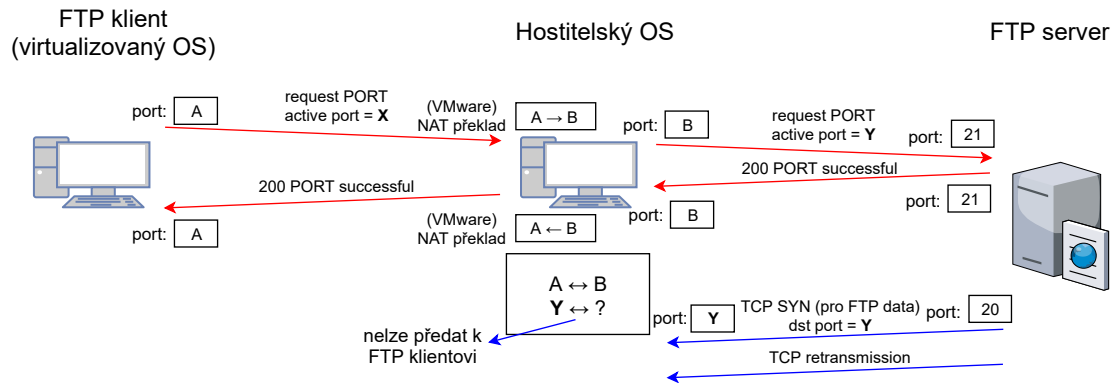 FTP klient
(virtualizovaný OS)
Hostitelský OS
FTP server
port: A
request PORT
active port = X
(VMware)
NAT překlad
A → B
port: B
request PORT
active port = Y
port: 21
200 PORT successful
200 PORT successful
port: A
(VMware)
NAT překlad
A ← B
port: B
port: 21
A ↔ B
Y ↔ ?
nelze předat k
FTP klientovi
port: Y
TCP SYN (pro FTP data)
dst port = Y
port: 20
TCP retransmission